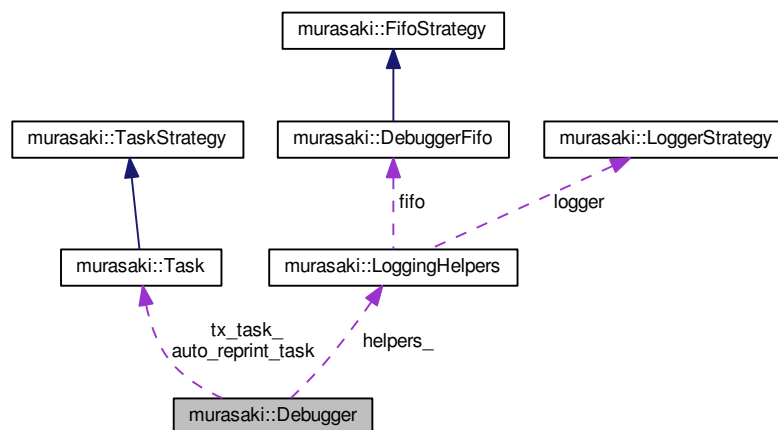 murasaki::FifoStrategy
murasaki::TaskStrategy
murasaki::DebuggerFifo
murasaki::LoggerStrategy
fifo
logger
murasaki::Task
murasaki::LoggingHelpers
tx_task_
auto_reprint_task
helpers_
murasaki::Debugger